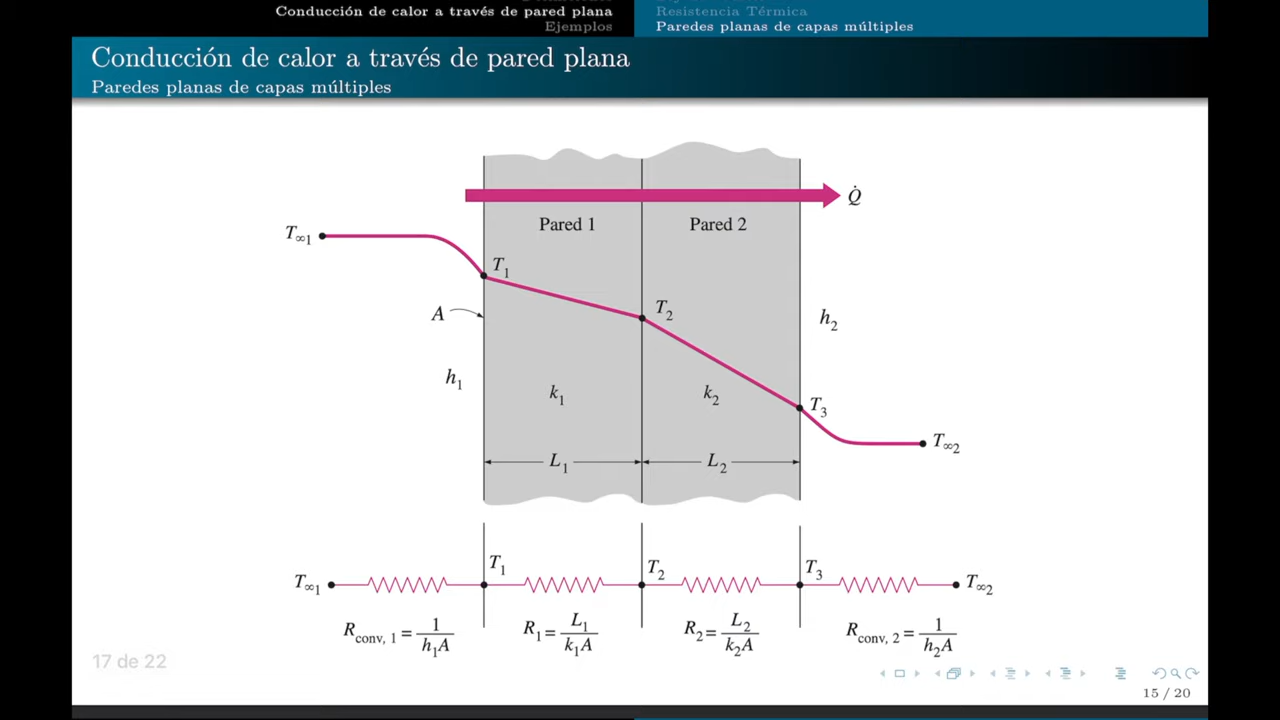 Conducción de calor a través de pared plana
Ejemplos
Resistencia Térmica
Paredes planas de capas múltiples
Conducción de calor a través de pared plana
Paredes planas de capas múltiples
Q̇
Pared 1 Pared 2
T∞1
T1
A
T2
h2
h1
k1 k2
T3
T∞2
L1 L2
T∞1 T1 T2 T3 T∞2
Rconv, 1 = 1/h1A R1 = L1/k1A R2 = L2/k2A Rconv, 2 = 1/h2A
17 de 22
15 / 20